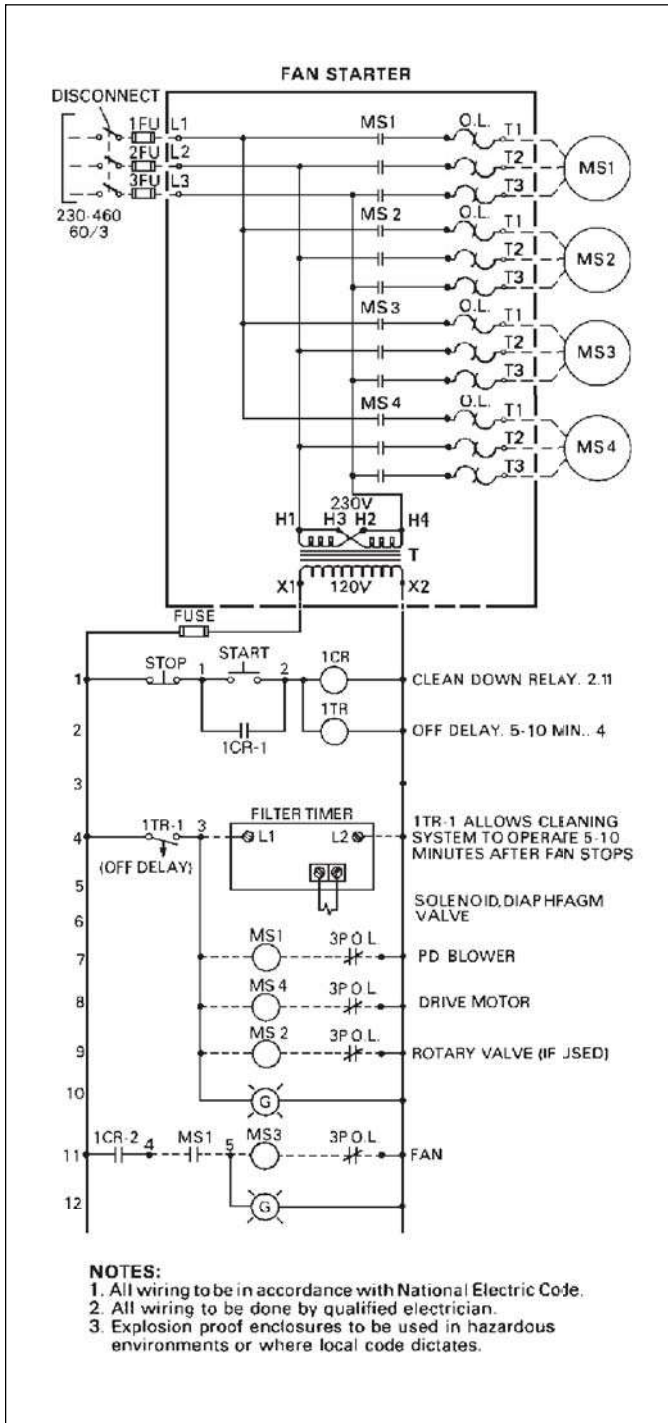 FAN STARTER
DISCONNECT
1FU L1
2FU L2
3FU L3
230-460
60/3
MS1
O.L.
T1
T2
T3
MS1
MS 2
O.L.
T1
T2
T3
MS2
MS3
O.L.
T1
T2
T3
MS3
MS 4
O.L.
T1
T2
T3
MS4
230V
H1 H3 H2 H4
T
X1 120V X2
FUSE
1 STOP 1 START 2 1CR CLEAN DOWN RELAY. 2.11
2 1CR-1 1TR OFF DELAY. 5-10 MIN.. 4
3
FILTER TIMER
4 1TR-1 3 L1 L2 1TR-1 ALLOWS CLEANING
(OFF DELAY) SYSTEM TO OPERATE 5-10
MINUTES AFTER FAN STOPS
5
SOLENOID,DIAPHFAGM
VALVE
6
7 MS1 3P O.L. PD BLOWER
8 MS 4 3P O.L. DRIVE MOTOR
9 MS 2 3P O.L. ROTARY VALVE (IF JSED)
10 G
11 1CR-2 4 MS1 5 MS3 3P O.L. FAN
12 G
NOTES:
1. All wiring to be in accordance with National Electric Code.
2. All wiring to be done by qualified electrician.
3. Explosion proof enclosures to be used in hazardous
environments or where local code dictates.